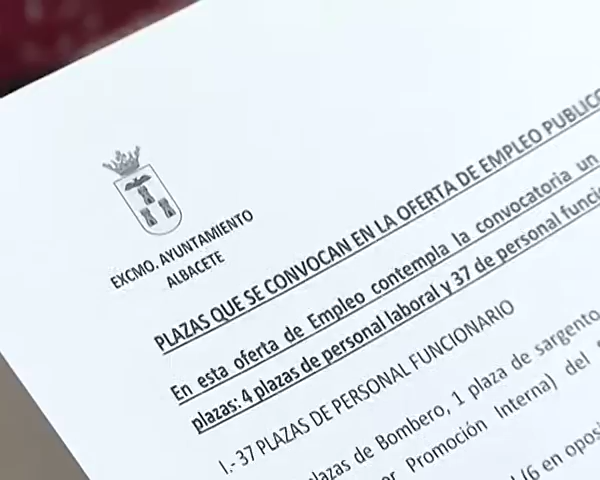 EXCMO. AYUNTAMIENTO
ALBACETE
PLAZAS QUE SE CONVOCAN EN LA OFERTA DE EMPLEO PUBLICO
En esta oferta de Empleo contempla la convocatoria un
plazas: 4 plazas de personal laboral y 37 de personal funci
I.- 37 PLAZAS DE PERSONAL FUNCIONARIO
plazas de Bombero, 1 plaza de sargento
Promoción Interna) del
(6 en opos